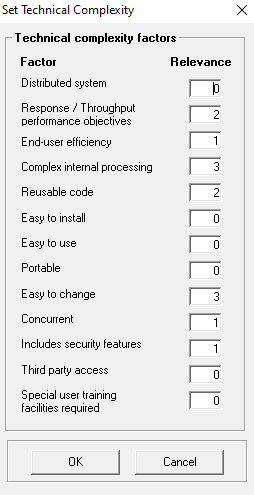 Set Technical Complexity
Technical complexity factors
Factor Relevance
Distributed system 0
Response / Throughput
performance objectives 2
End-user efficiency 1
Complex internal processing 3
Reusable code 2
Easy to install 0
Easy to use 0
Portable 0
Easy to change 3
Concurrent 1
Includes security features 1
Third party access 0
Special user training
facilities required 0
OK Cancel